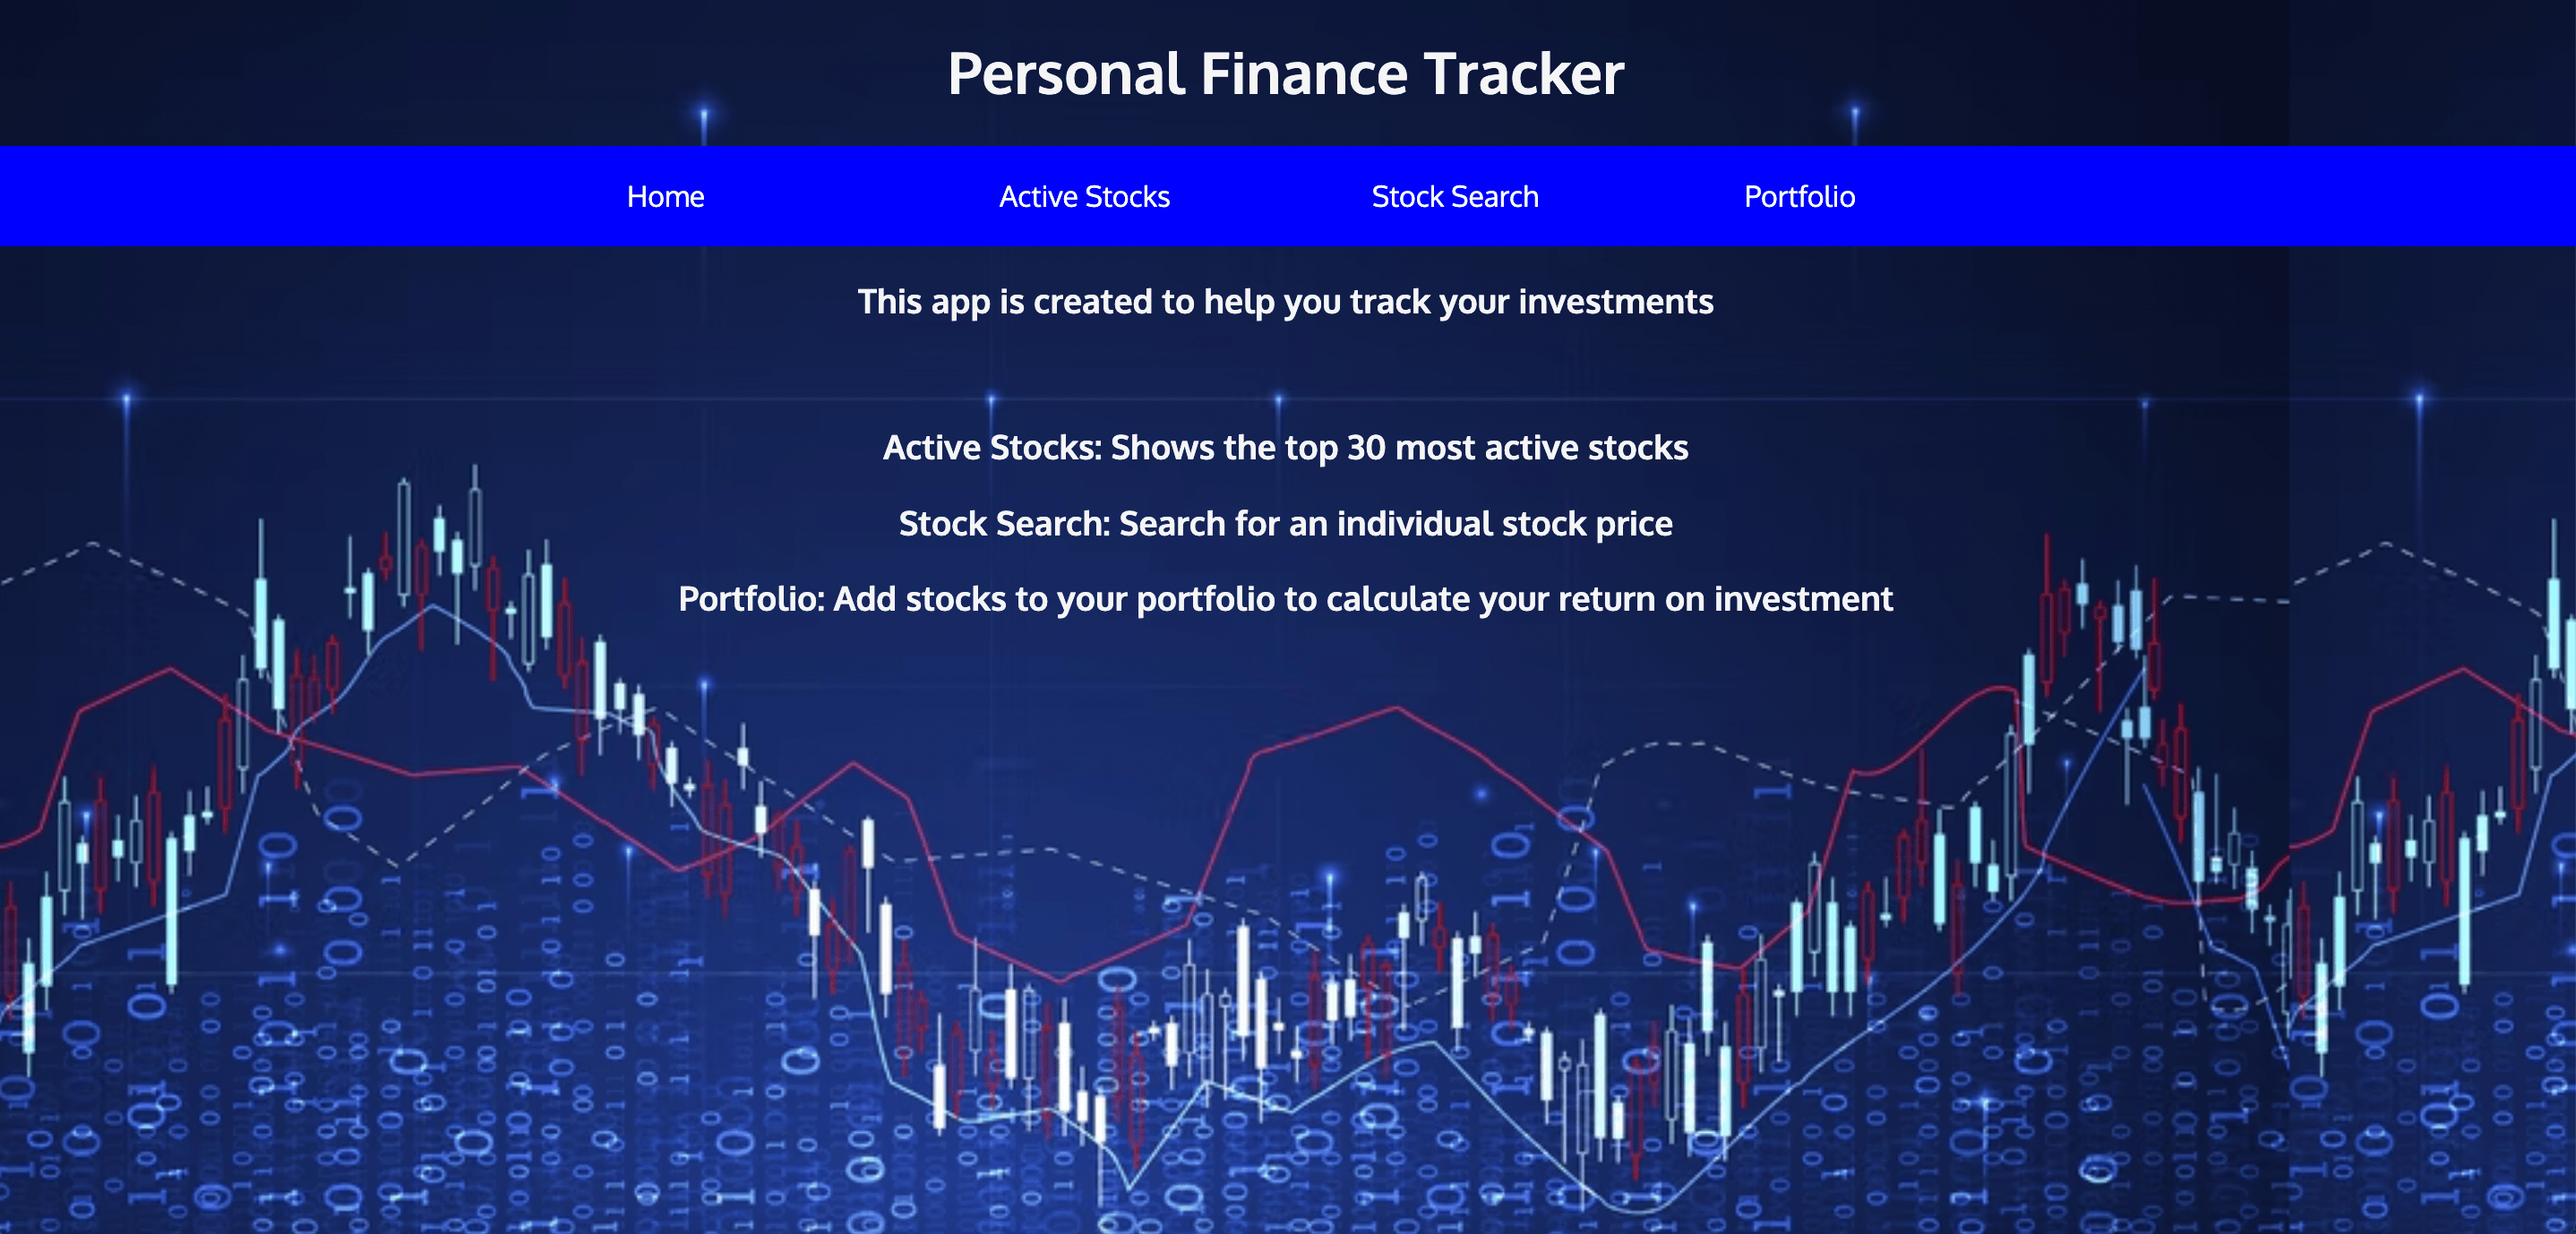 Personal Finance Tracker
Home Active Stocks Stock Search Portfolio
This app is created to help you track your investments
Active Stocks: Shows the top 30 most active stocks
Stock Search: Search for an individual stock price
Portfolio: Add stocks to your portfolio to calculate your return on investment